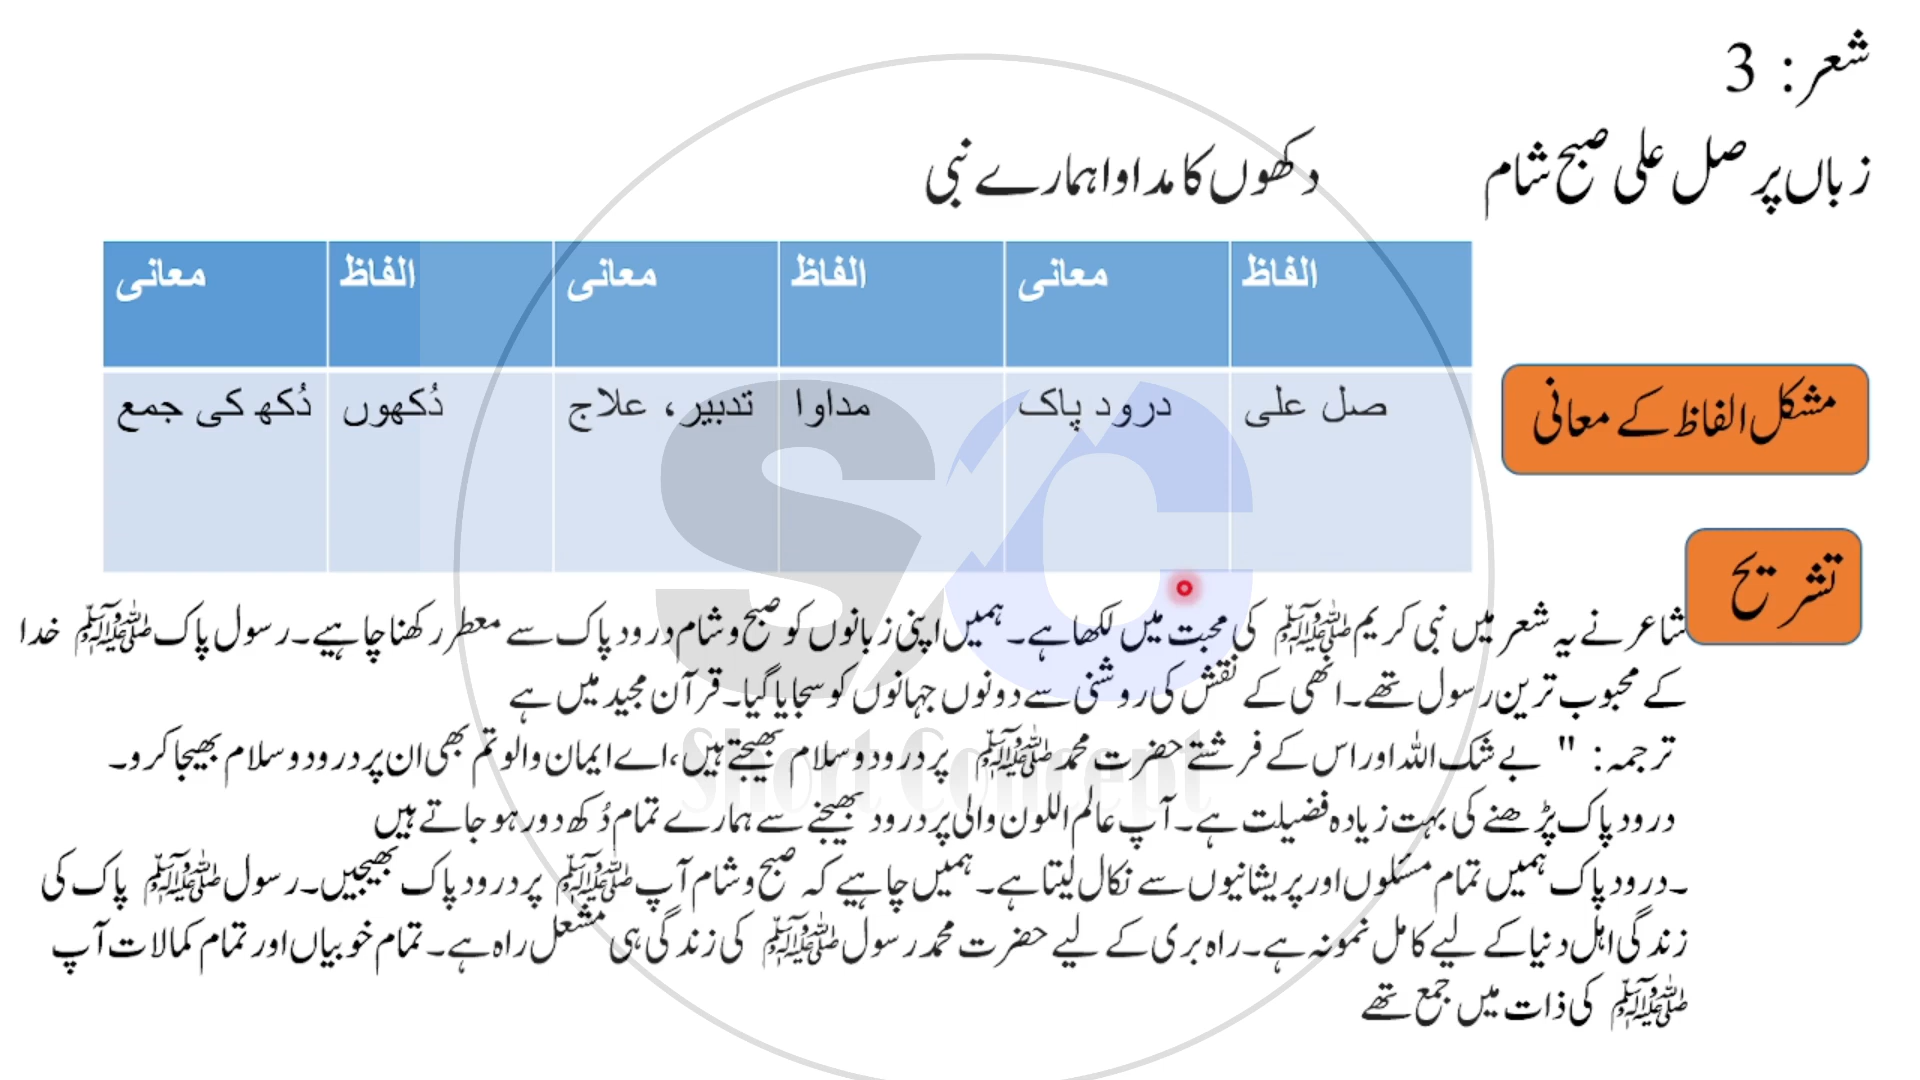 شعر: 3
زباں پر صل علی صبح شام دکھوں کا مداوا ہمارے نبی
الفاظ معانی الفاظ معانی الفاظ معانی
صل علی درود پاک مداوا تدبیر، علاج دُکھوں دُکھ کی جمع
مشکل الفاظ کے معانی
تشریح
شاعر نے یہ شعر میں نبی کریم ﷺ کی محبت میں لکھا ہے۔ ہمیں اپنی زبانوں کو صبح و شام درود پاک سے معطر رکھنا چاہیے۔ رسول پاک ﷺ خدا
کے محبوب ترین رسول تھے۔ انھی کے نقش کی روشنی سے دونوں جہانوں کو سجایا گیا۔ قرآن مجید میں ہے
ترجمہ: " بے شک اللہ اور اس کے فرشتے حضرت محمد ﷺ پر درود و سلام بھیجتے ہیں، اے ایمان والو تم بھی ان پر درود و سلام بھیجا کرو۔
درود پاک پڑھنے کی بہت زیادہ فضیلت ہے۔ آپ عالم اللون والی پر درود بھیجنے سے ہمارے تمام دُکھ دور ہو جاتے ہیں
۔ درود پاک ہمیں تمام مسئلوں اور پریشانیوں سے نکال لیتا ہے۔ ہمیں چاہیے کہ صبح و شام آپ ﷺ پر درود پاک بھیجیں۔ رسول ﷺ پاک کی
زندگی اہل دنیا کے لیے کامل نمونہ ہے۔ راہ بری کے لیے حضرت محمد رسول ﷺ کی زندگی ہی مشعل راہ ہے۔ تمام خوبیاں اور تمام کمالات آپ
ﷺ کی ذات میں جمع تھے
SC
Short Concept